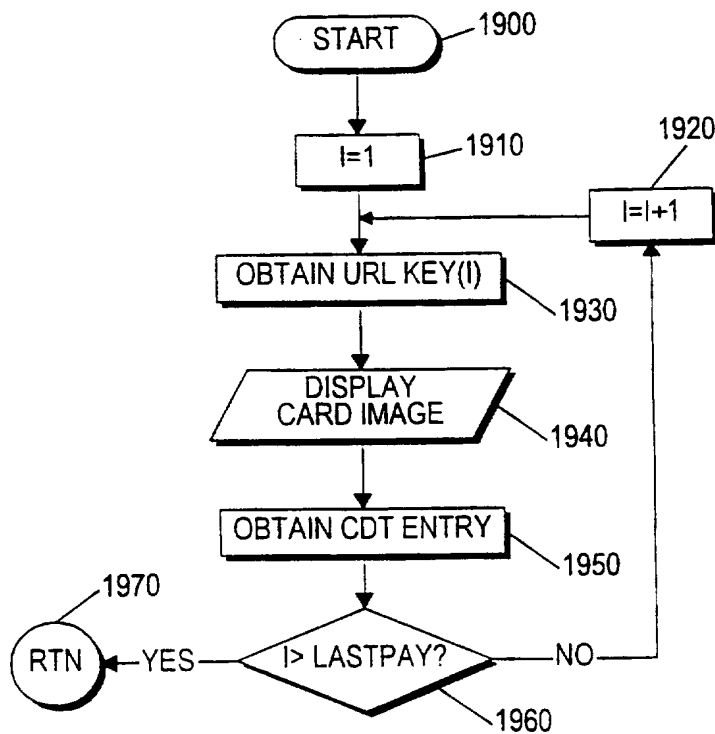 START
1900
I=1
1910
1920
I=I+1
OBTAIN URL KEY(I)
1930
DISPLAY
CARD IMAGE
1940
OBTAIN CDT ENTRY
1950
1970
RTN
YES
I> LASTPAY?
NO
1960